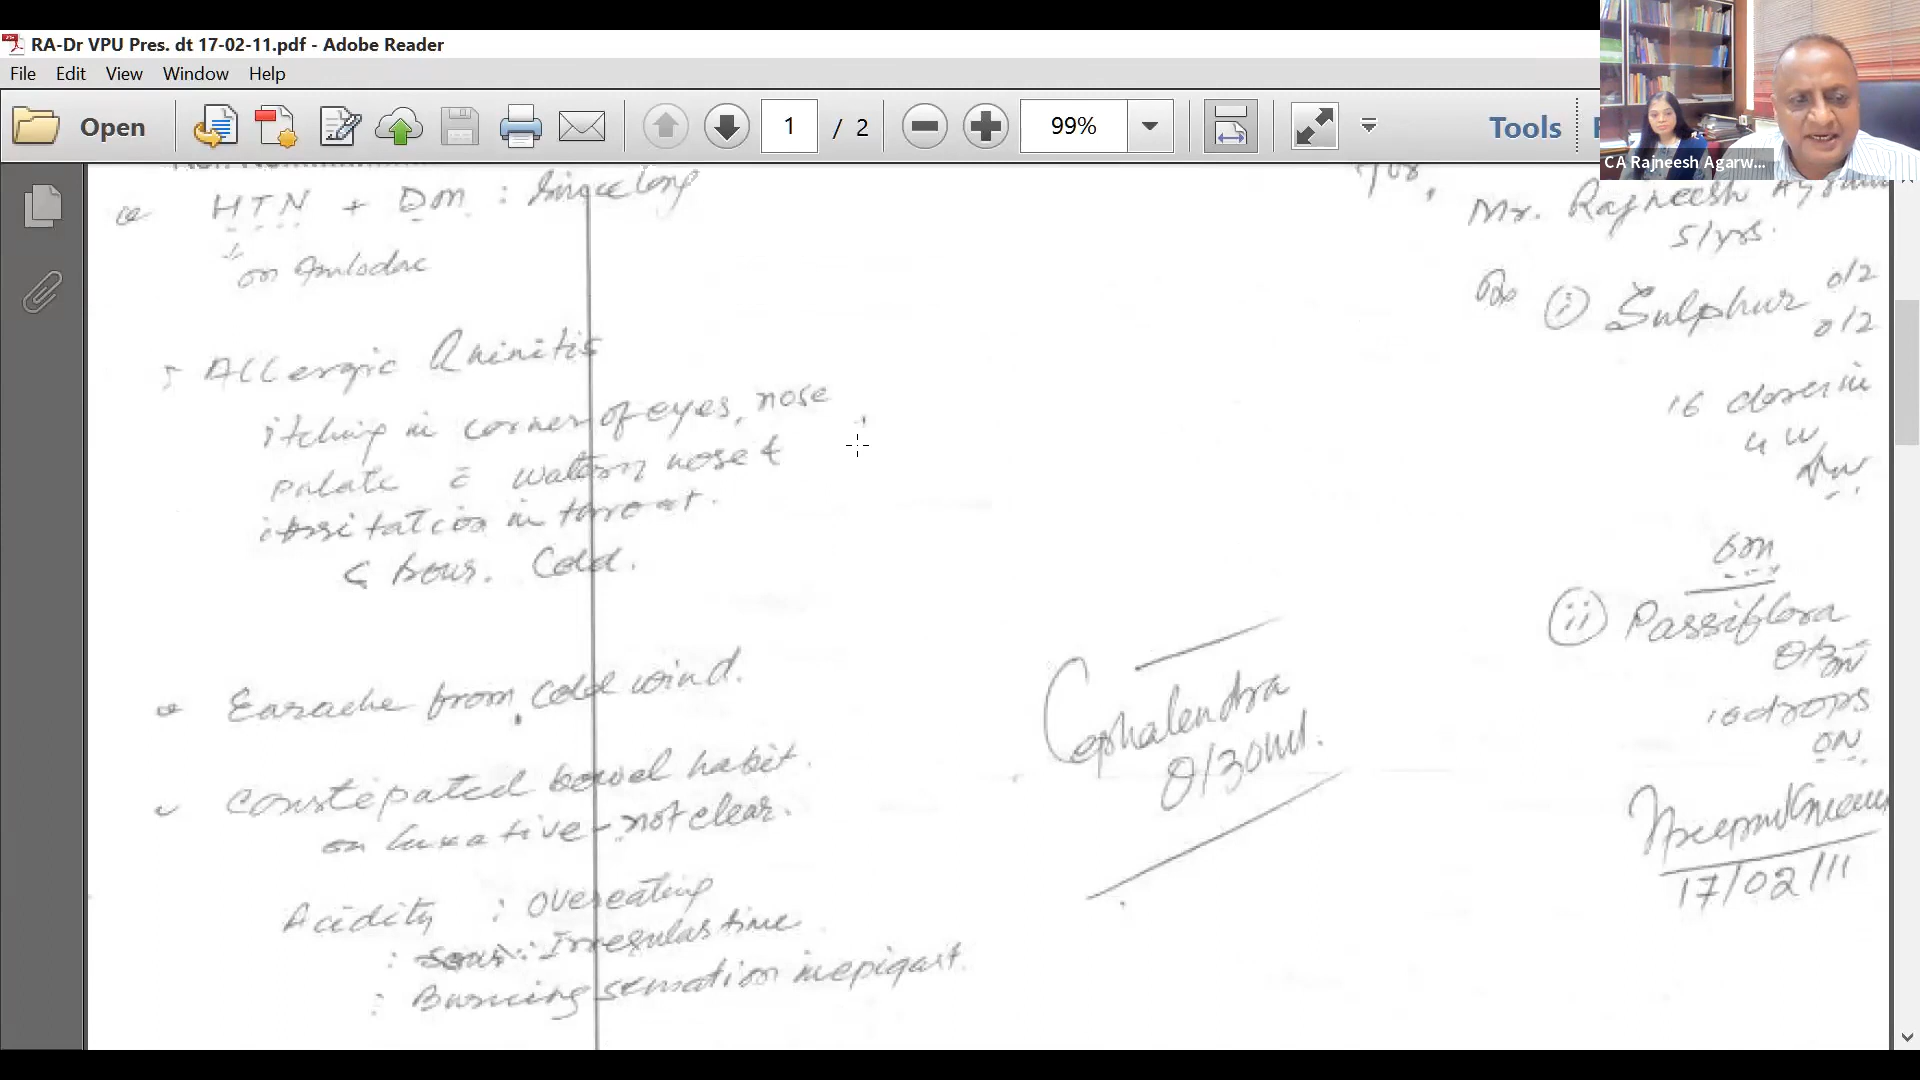 RA-Dr VPU Pres. dt 17-02-11.pdf - Adobe Reader
File Edit View Window Help
Open 1 / 2 99% Tools
CA Rajneesh Agarw...
HTN + DM : Since long
on Amlodac
Allergic Rhinitis
itching in corner of eyes, nose
palate c̄ watery nose &
irritation in throat.
< Cold.
Earache from cold wind.
Constepated bowel habit.
on laxative - not clear.
Acidity : overeating
: Irregular time
: Burning sensation in epigast.
Cephalendra
θ/30ml.
Mr. Rajneesh
51yrs.
Rx (i) Sulphur 0/2
0/2
16 doses in
4 W
6m
(ii) Passiflora
θ/30
10 drops
ON
17/02/11